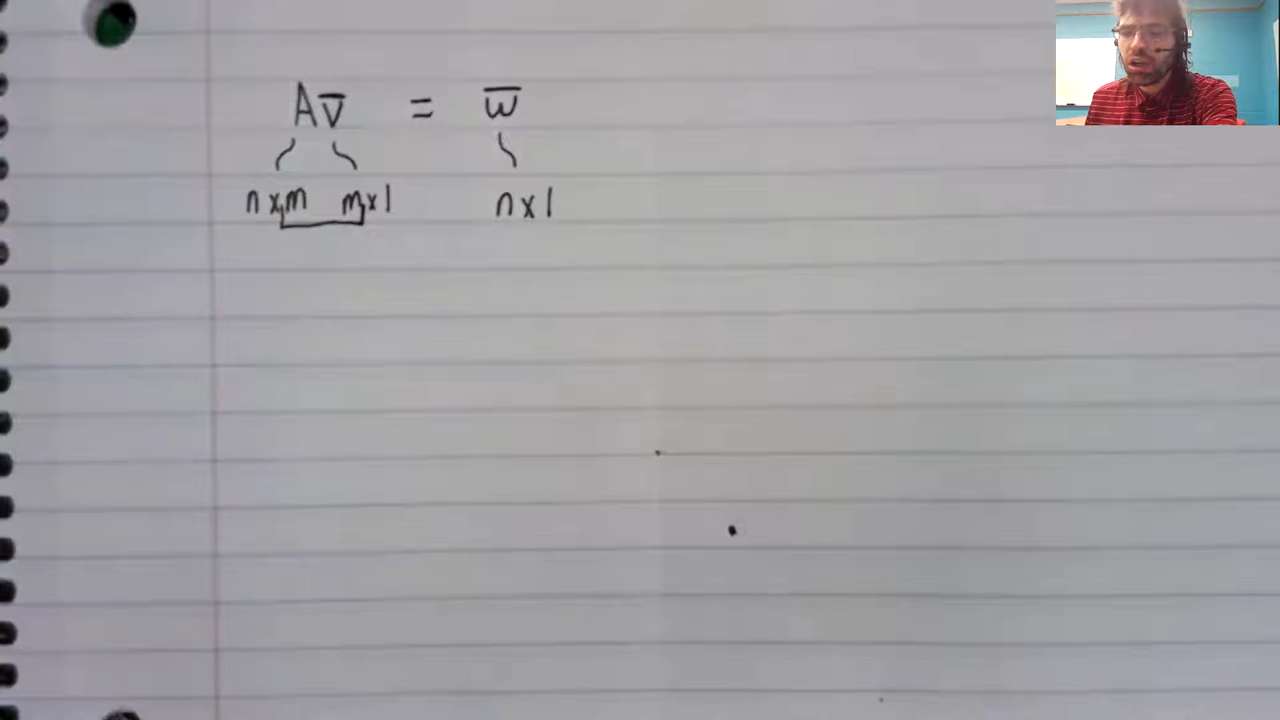 Av̅ = w̅
n x m m x 1 n x 1